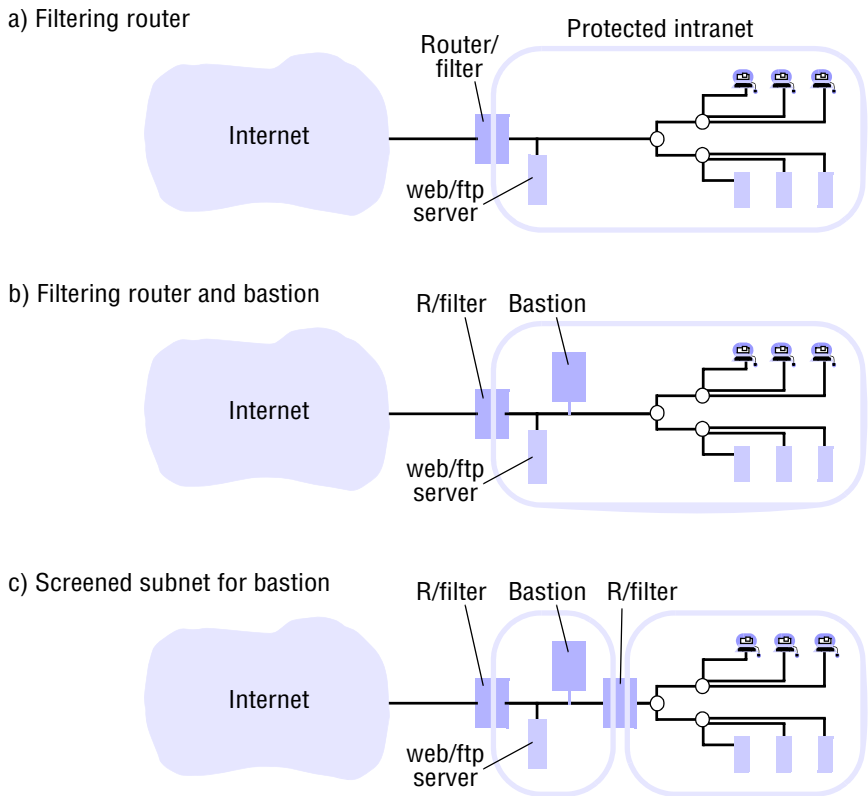 a) Filtering router
Router/
filter
Protected intranet
Internet
web/ftp
server
b) Filtering router and bastion
R/filter
Bastion
Internet
web/ftp
server
c) Screened subnet for bastion
R/filter
Bastion
R/filter
Internet
web/ftp
server